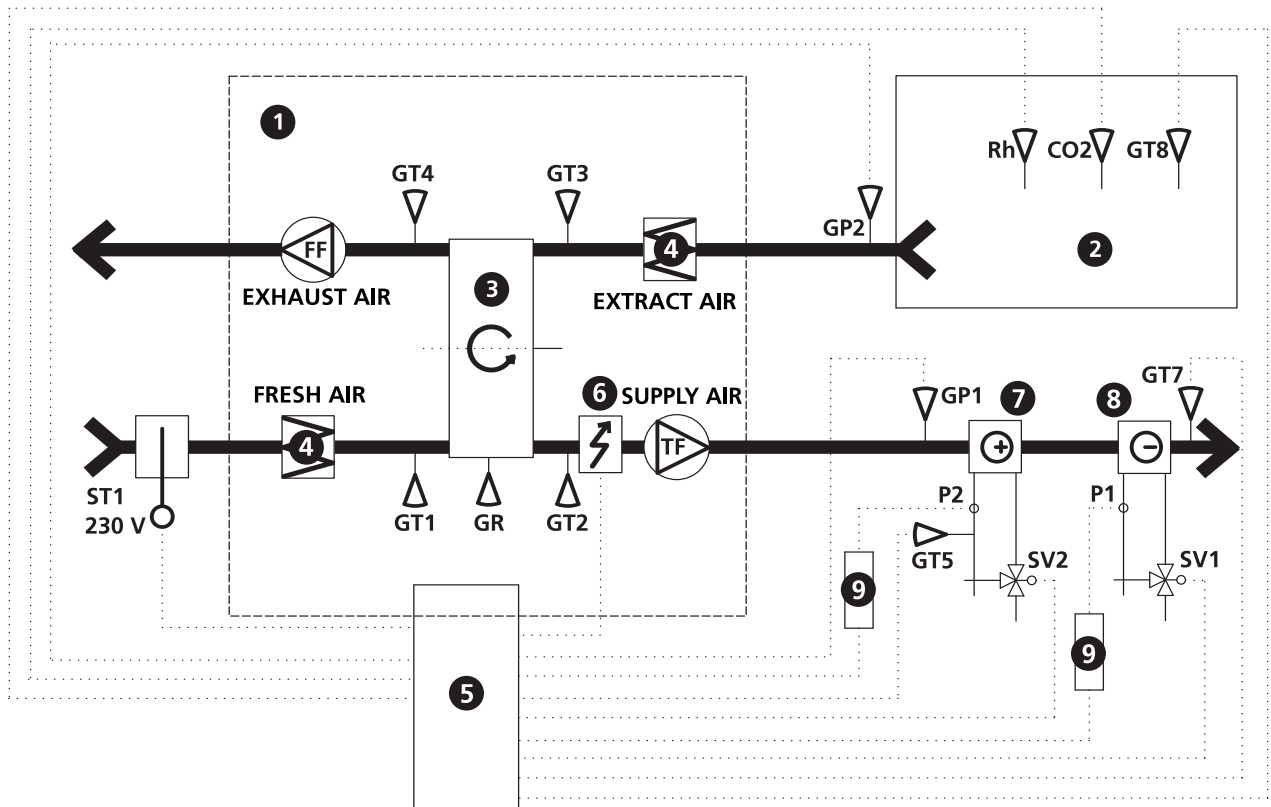 1
Rh CO2 GT8
GT4 GT3
GP2
FF 4 2
3
EXHAUST AIR EXTRACT AIR
FRESH AIR 6 SUPPLY AIR GT7
GP1 7 8
4 TF + −
ST1
230 V
GT1 GR GT2
P2 P1
GT5 SV2 SV1
9
9
5